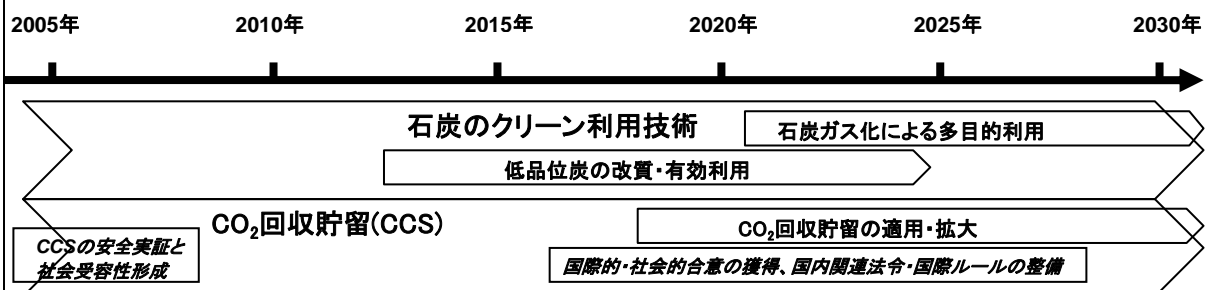 2005年 2010年 2015年 2020年 2025年 2030年
石炭のクリーン利用技術
石炭ガス化による多目的利用
低品位炭の改質・有効利用
CO₂回収貯留(CCS)
CO₂回収貯留の適用・拡大
CCSの安全実証と
社会受容性形成
国際的・社会的合意の獲得、国内関連法令・国際ルールの整備